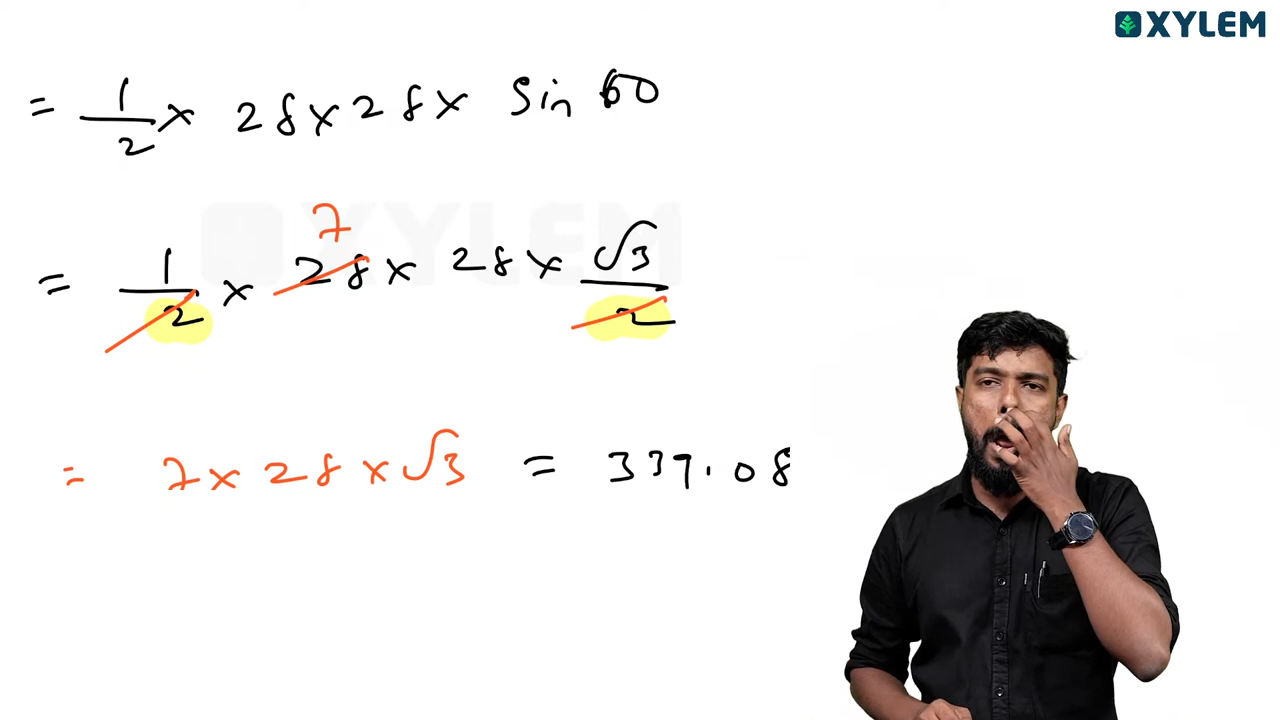 XYLEM
= 1/2 × 28 × 28 × Sin 60
XYLEM
7
= 1/2 × 28 × 28 × √3/2
= 7 × 28 × √3 = 339.08